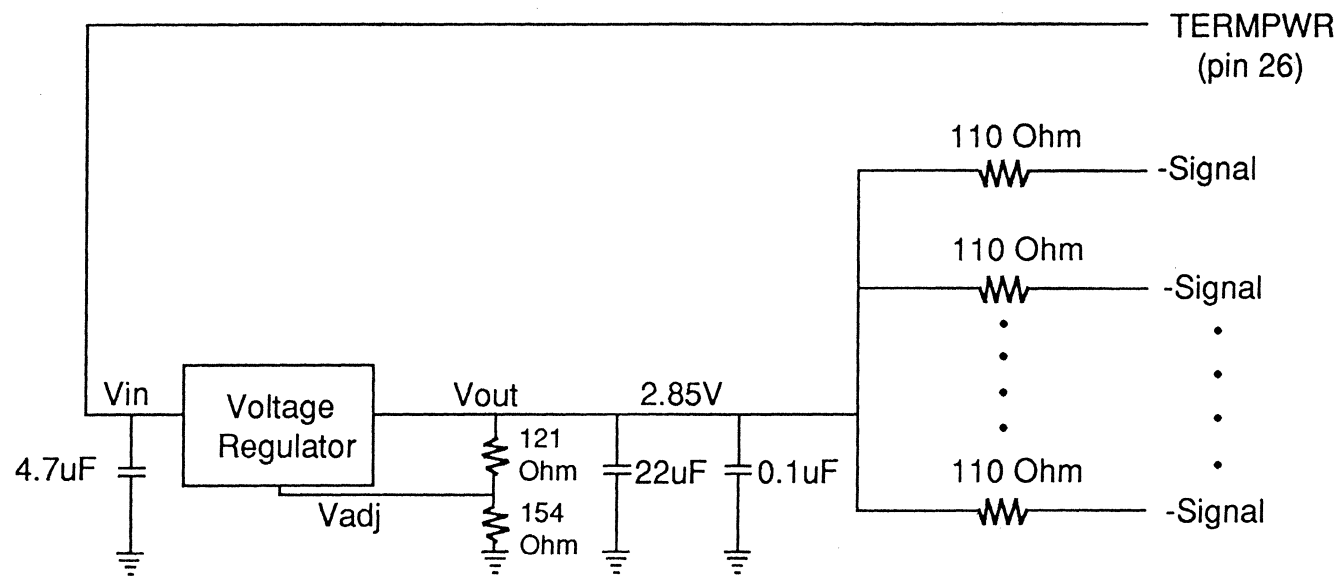 TERMPWR
(pin 26)
110 Ohm
-Signal
110 Ohm
-Signal
Vin
Voltage
Regulator
Vout
2.85V
4.7uF
121
Ohm
22uF
0.1uF
110 Ohm
-Signal
Vadj
154
Ohm